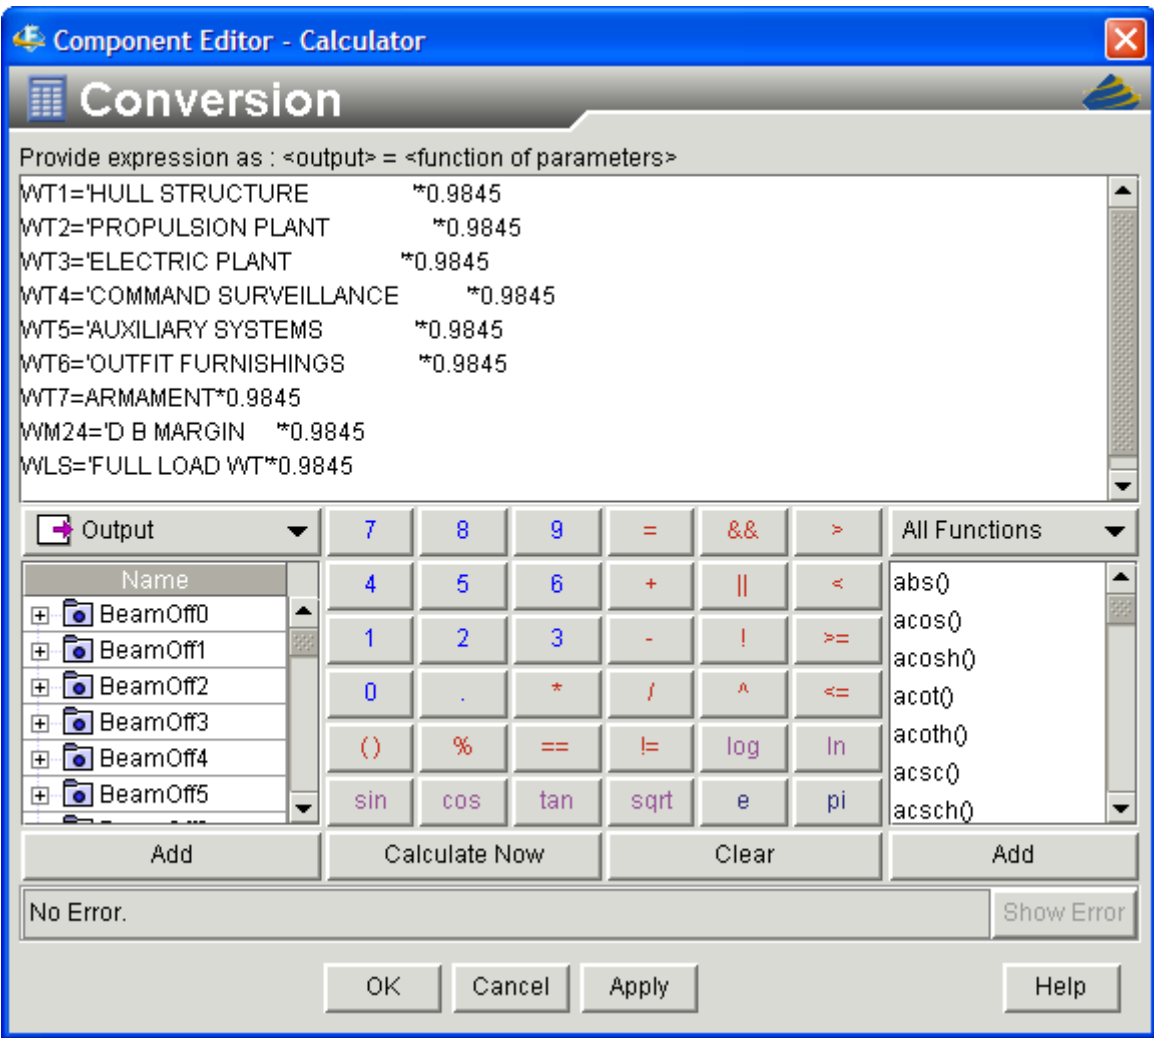 Component Editor - Calculator
Conversion
Provide expression as : <output> = <function of parameters>
WT1='HULL STRUCTURE                   '*0.9845
WT2='PROPULSION PLANT                   '*0.9845
WT3='ELECTRIC PLANT                    '*0.9845
WT4='COMMAND SURVEILLANCE            '*0.9845
WT5='AUXILIARY SYSTEMS                 '*0.9845
WT6='OUTFIT FURNISHINGS             '*0.9845
WT7=ARMAMENT*0.9845
WM24='D B MARGIN     '*0.9845
WLS='FULL LOAD WT'*0.9845
Output 7 8 9 = && > All Functions
Name 4 5 6 + || < abs()
BeamOff0
acos()
BeamOff1 1 2 3 - ! >=
acosh()
BeamOff2 0 . * / ^ <= acot()
BeamOff3
acoth()
BeamOff4 () % == != log ln
acsc()
BeamOff5 sin cos tan sqrt e pi
acsch()
Add Calculate Now Clear Add
No Error. Show Error
OK Cancel Apply Help